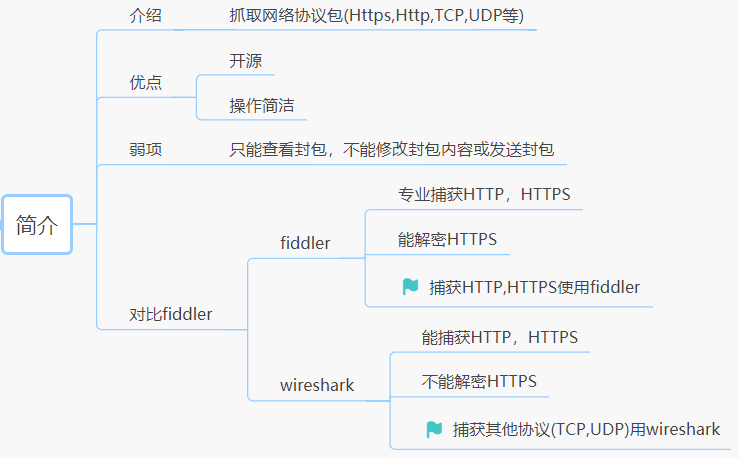 简介
介绍
抓取网络协议包(Https,Http,TCP,UDP等)
优点
开源
操作简洁
弱项
只能查看封包，不能修改封包内容或发送封包
对比fiddler
fiddler
专业捕获HTTP，HTTPS
能解密HTTPS
捕获HTTP,HTTPS使用fiddler
wireshark
能捕获HTTP，HTTPS
不能解密HTTPS
捕获其他协议(TCP,UDP)用wireshark